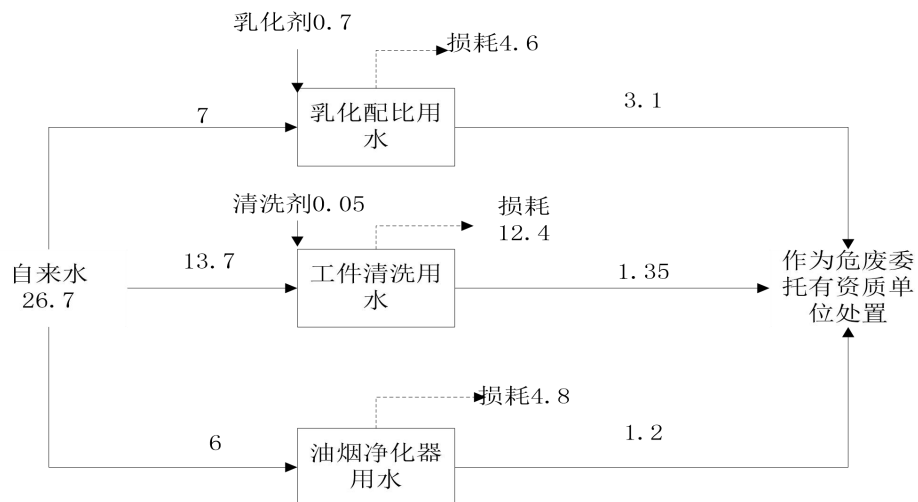 乳化剂0.7
损耗4.6
7
乳化配比用
水
3.1
清洗剂0.05
损耗
12.4
自来水
26.7
13.7
工件清洗用
水
1.35
作为危废委
托有资质单
位处置
损耗4.8
6
油烟净化器
用水
1.2